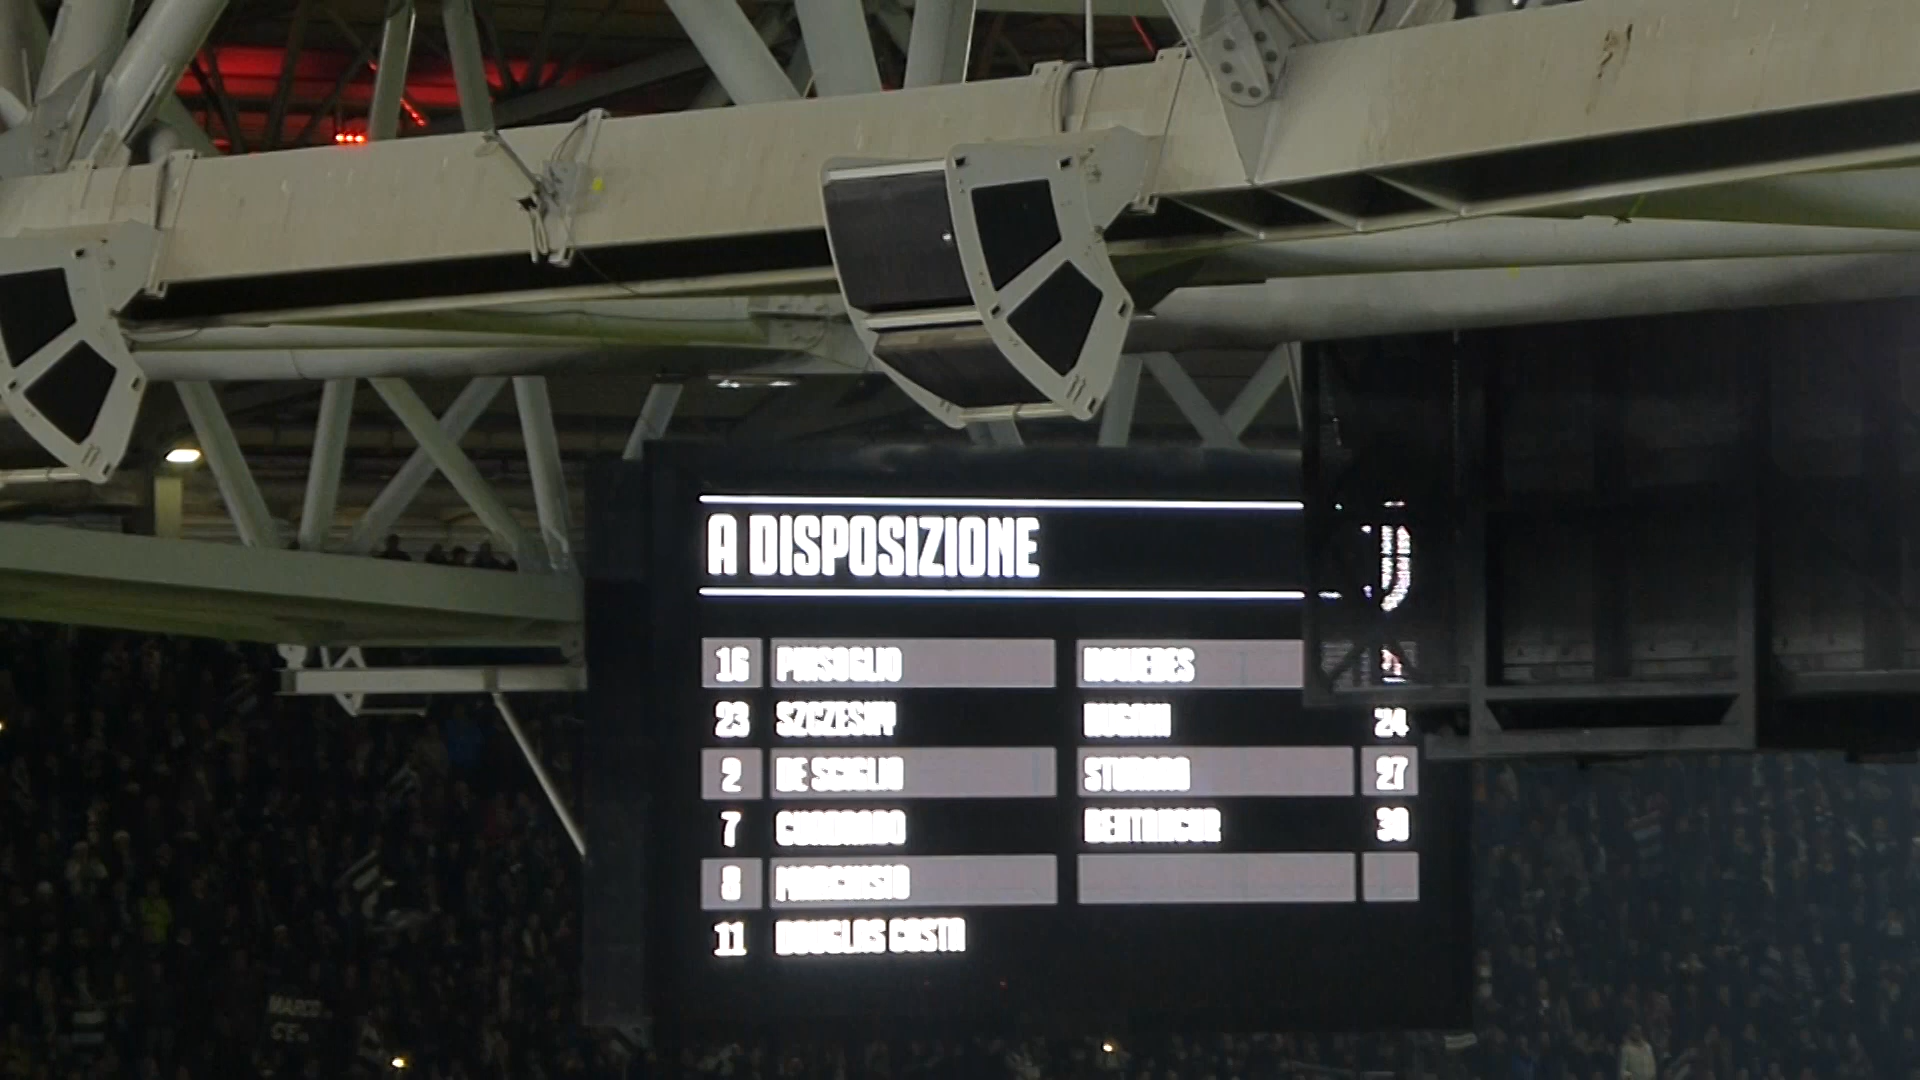 A DISPOSIZIONE
16 PINSOGLIO HOWEDES
23 SZCZESNY RUGANI 24
2 DE SCIGLIO STURARO 27
7 CUADRADO BENTANCUR 30
8 MARCHISIO
11 DOUGLAS COSTA
MARCO
C'È